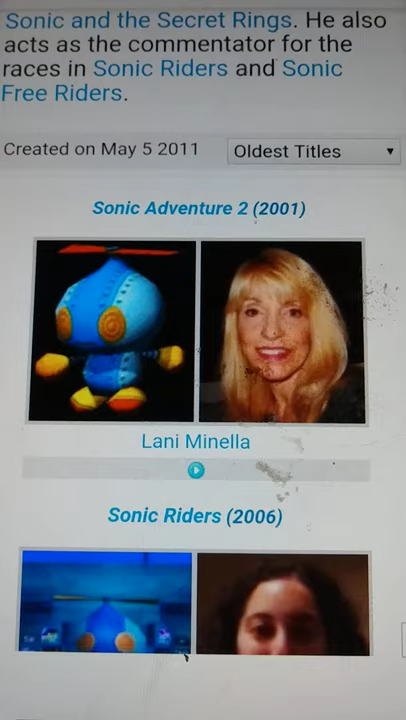 Sonic and the Secret Rings. He also
acts as the commentator for the
races in Sonic Riders and Sonic
Free Riders.
Created on May 5 2011
Oldest Titles
Sonic Adventure 2 (2001)
Lani Minella
Sonic Riders (2006)